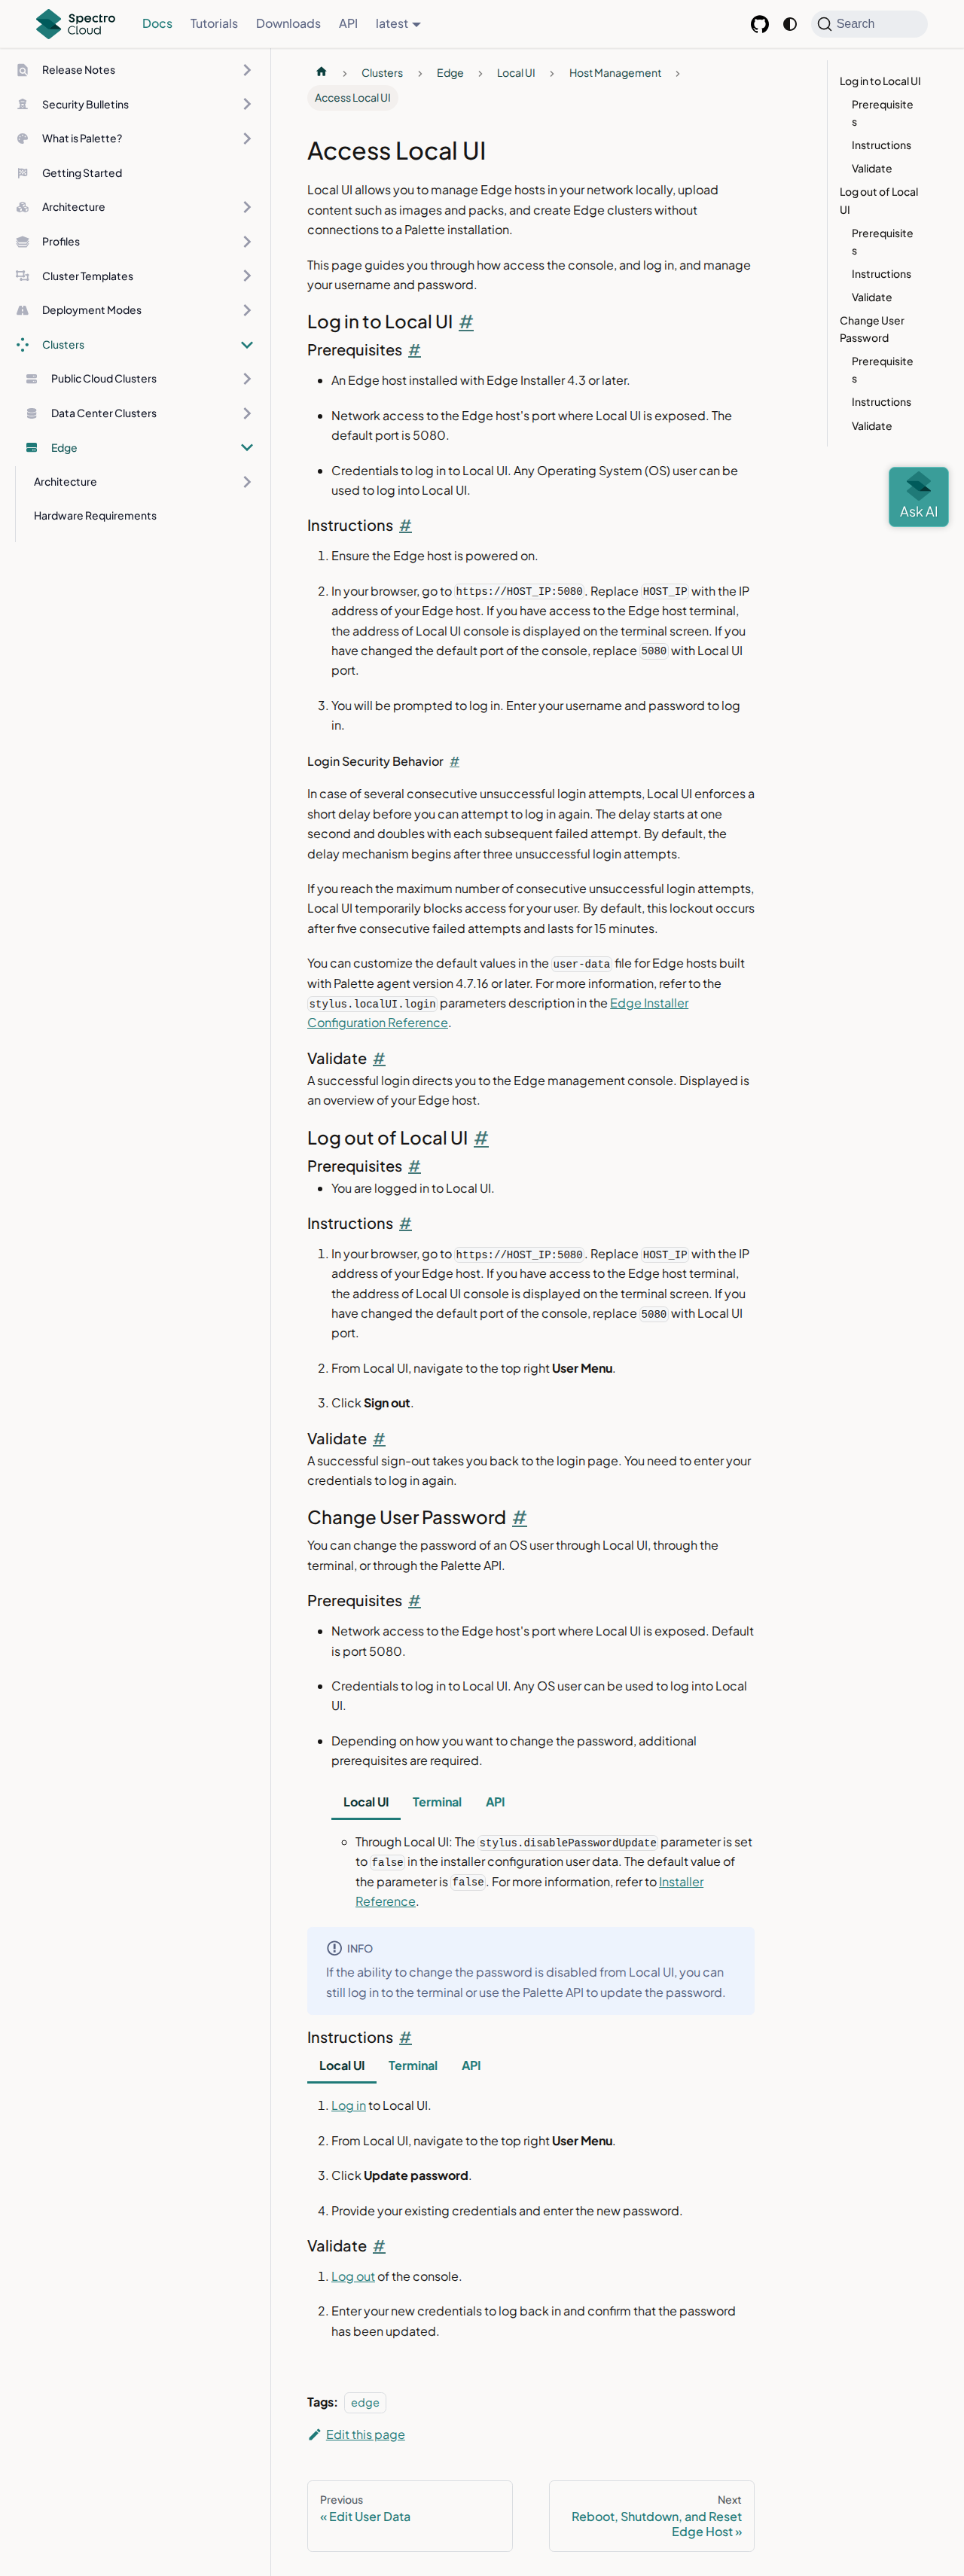 Spectro Cloud
Docs
Tutorials
Downloads
API
latest
Search
Release Notes
Security Bulletins
What is Palette?
Getting Started
Architecture
Profiles
Cluster Templates
Deployment Modes
Clusters
Public Cloud Clusters
Data Center Clusters
Edge
Architecture
Hardware Requirements
Clusters
Edge
Local UI
Host Management
Access Local UI
Access Local UI
Local UI allows you to manage Edge hosts in your network locally, upload
content such as images and packs, and create Edge clusters without
connections to a Palette installation.
This page guides you through how access the console, and log in, and manage
your username and password.
Log in to Local UI #
Prerequisites #
• An Edge host installed with Edge Installer 4.3 or later.
• Network access to the Edge host's port where Local UI is exposed. The
default port is 5080.
• Credentials to log in to Local UI. Any Operating System (OS) user can be
used to log into Local UI.
Instructions #
1. Ensure the Edge host is powered on.
2. In your browser, go to https://HOST_IP:5080. Replace HOST_IP with the IP
address of your Edge host. If you have access to the Edge host terminal,
the address of Local UI console is displayed on the terminal screen. If you
have changed the default port of the console, replace 5080 with Local UI
port.
3. You will be prompted to log in. Enter your username and password to log
in.
Login Security Behavior #
In case of several consecutive unsuccessful login attempts, Local UI enforces a
short delay before you can attempt to log in again. The delay starts at one
second and doubles with each subsequent failed attempt. By default, the
delay mechanism begins after three unsuccessful login attempts.
If you reach the maximum number of consecutive unsuccessful login attempts,
Local UI temporarily blocks access for your user. By default, this lockout occurs
after five consecutive failed attempts and lasts for 15 minutes.
You can customize the default values in the user-data file for Edge hosts built
with Palette agent version 4.7.16 or later. For more information, refer to the
stylus.localUI.login parameters description in the Edge Installer
Configuration Reference.
Validate #
A successful login directs you to the Edge management console. Displayed is
an overview of your Edge host.
Log out of Local UI #
Prerequisites #
• You are logged in to Local UI.
Instructions #
1. In your browser, go to https://HOST_IP:5080. Replace HOST_IP with the IP
address of your Edge host. If you have access to the Edge host terminal,
the address of Local UI console is displayed on the terminal screen. If you
have changed the default port of the console, replace 5080 with Local UI
port.
2. From Local UI, navigate to the top right User Menu.
3. Click Sign out.
Validate #
A successful sign-out takes you back to the login page. You need to enter your
credentials to log in again.
Change User Password #
You can change the password of an OS user through Local UI, through the
terminal, or through the Palette API.
Prerequisites #
• Network access to the Edge host's port where Local UI is exposed. Default
is port 5080.
• Credentials to log in to Local UI. Any OS user can be used to log into Local
UI.
• Depending on how you want to change the password, additional
prerequisites are required.
Local UI
Terminal
API
◦ Through Local UI: The stylus.disablePasswordUpdate parameter is set
to false in the installer configuration user data. The default value of
the parameter is false. For more information, refer to Installer
Reference.
INFO
If the ability to change the password is disabled from Local UI, you can
still log in to the terminal or use the Palette API to update the password.
Instructions #
Local UI
Terminal
API
1. Log in to Local UI.
2. From Local UI, navigate to the top right User Menu.
3. Click Update password.
4. Provide your existing credentials and enter the new password.
Validate #
1. Log out of the console.
2. Enter your new credentials to log back in and confirm that the password
has been updated.
Tags: edge
Edit this page
Previous
« Edit User Data
Next
Reboot, Shutdown, and Reset
Edge Host »
Log in to Local UI
Prerequisite
s
Instructions
Validate
Log out of Local
UI
Prerequisite
s
Instructions
Validate
Change User
Password
Prerequisite
s
Instructions
Validate
Ask AI